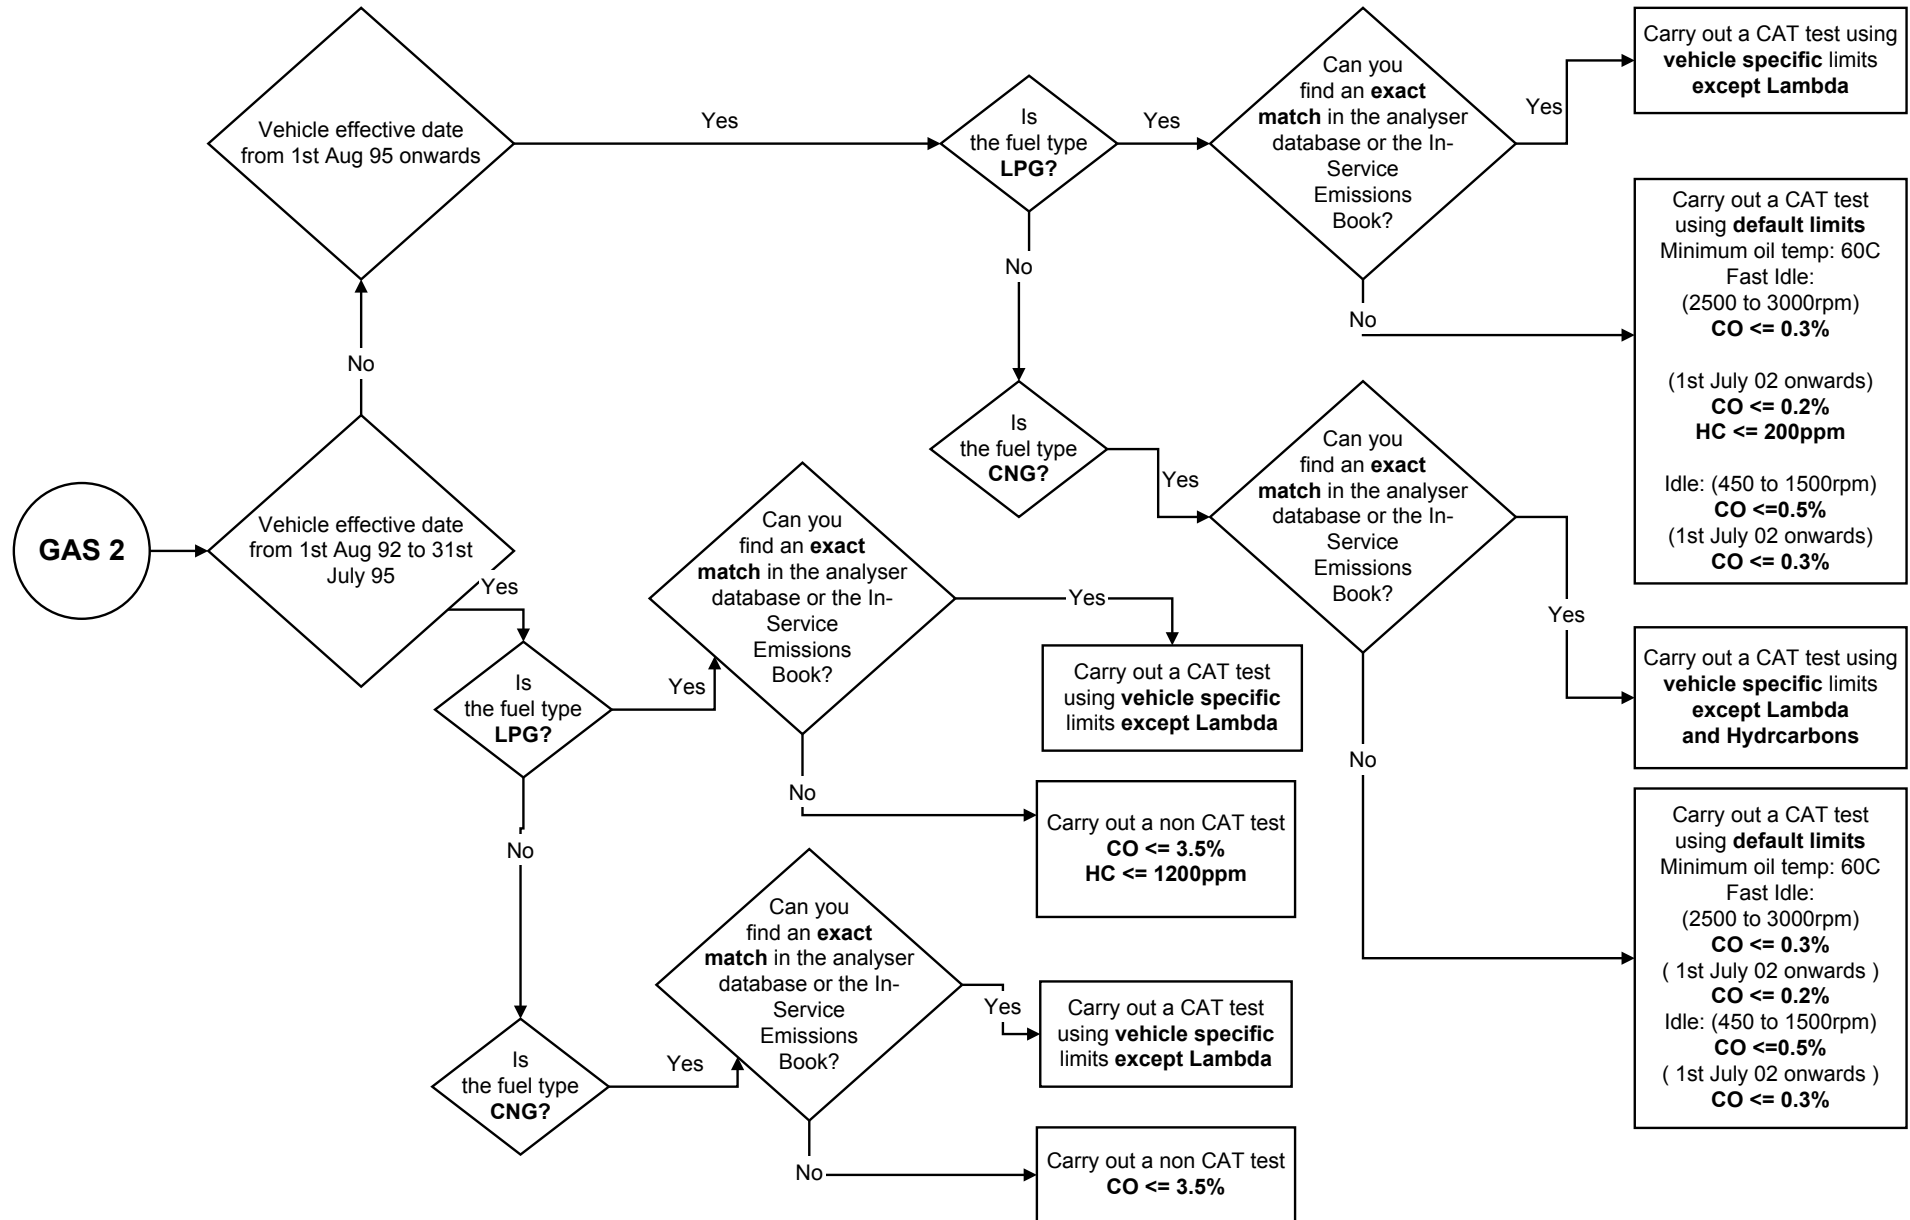 GAS 2
Vehicle effective date
from 1st Aug 92 to 31st
July 95
No
Yes
Vehicle effective date
from 1st Aug 95 onwards
Yes
Is
the fuel type
LPG?
Yes
No
Can you
find an exact
match in the analyser
database or the In-
Service
Emissions
Book?
Yes
No
Carry out a CAT test using
vehicle specific limits
except Lambda
Carry out a CAT test
using default limits
Minimum oil temp: 60C
Fast Idle:
(2500 to 3000rpm)
CO <= 0.3%
(1st July 02 onwards)
CO <= 0.2%
HC <= 200ppm
Idle: (450 to 1500rpm)
CO <=0.5%
(1st July 02 onwards)
CO <= 0.3%
Is
the fuel type
CNG?
Yes
Can you
find an exact
match in the analyser
database or the In-
Service
Emissions
Book?
Yes
No
Carry out a CAT test using
vehicle specific limits
except Lambda
and Hydrcarbons
Carry out a CAT test
using default limits
Minimum oil temp: 60C
Fast Idle:
(2500 to 3000rpm)
CO <= 0.3%
( 1st July 02 onwards )
CO <= 0.2%
Idle: (450 to 1500rpm)
CO <=0.5%
( 1st July 02 onwards )
CO <= 0.3%
Is
the fuel type
LPG?
Yes
No
Can you
find an exact
match in the analyser
database or the In-
Service
Emissions
Book?
Yes
No
Carry out a CAT test
using vehicle specific
limits except Lambda
Carry out a non CAT test
CO <= 3.5%
HC <= 1200ppm
Is
the fuel type
CNG?
Yes
Can you
find an exact
match in the analyser
database or the In-
Service
Emissions
Book?
Yes
No
Carry out a CAT test
using vehicle specific
limits except Lambda
Carry out a non CAT test
CO <= 3.5%